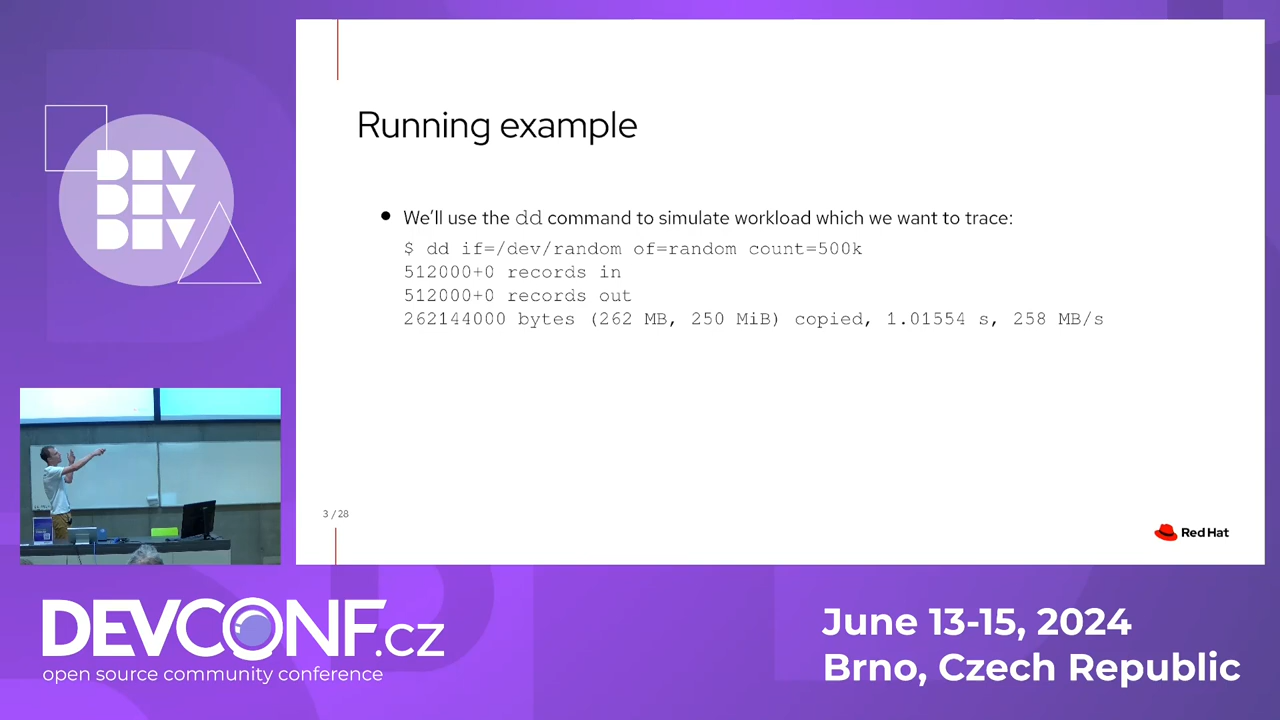 Running example
We'll use the dd command to simulate workload which we want to trace:
$ dd if=/dev/random of=random count=500k
512000+0 records in
512000+0 records out
262144000 bytes (262 MB, 250 MiB) copied, 1.01554 s, 258 MB/s
3 / 28
Red Hat
DEV
DEV
DEV
DEVCONF.cz
open source community conference
June 13-15, 2024
Brno, Czech Republic